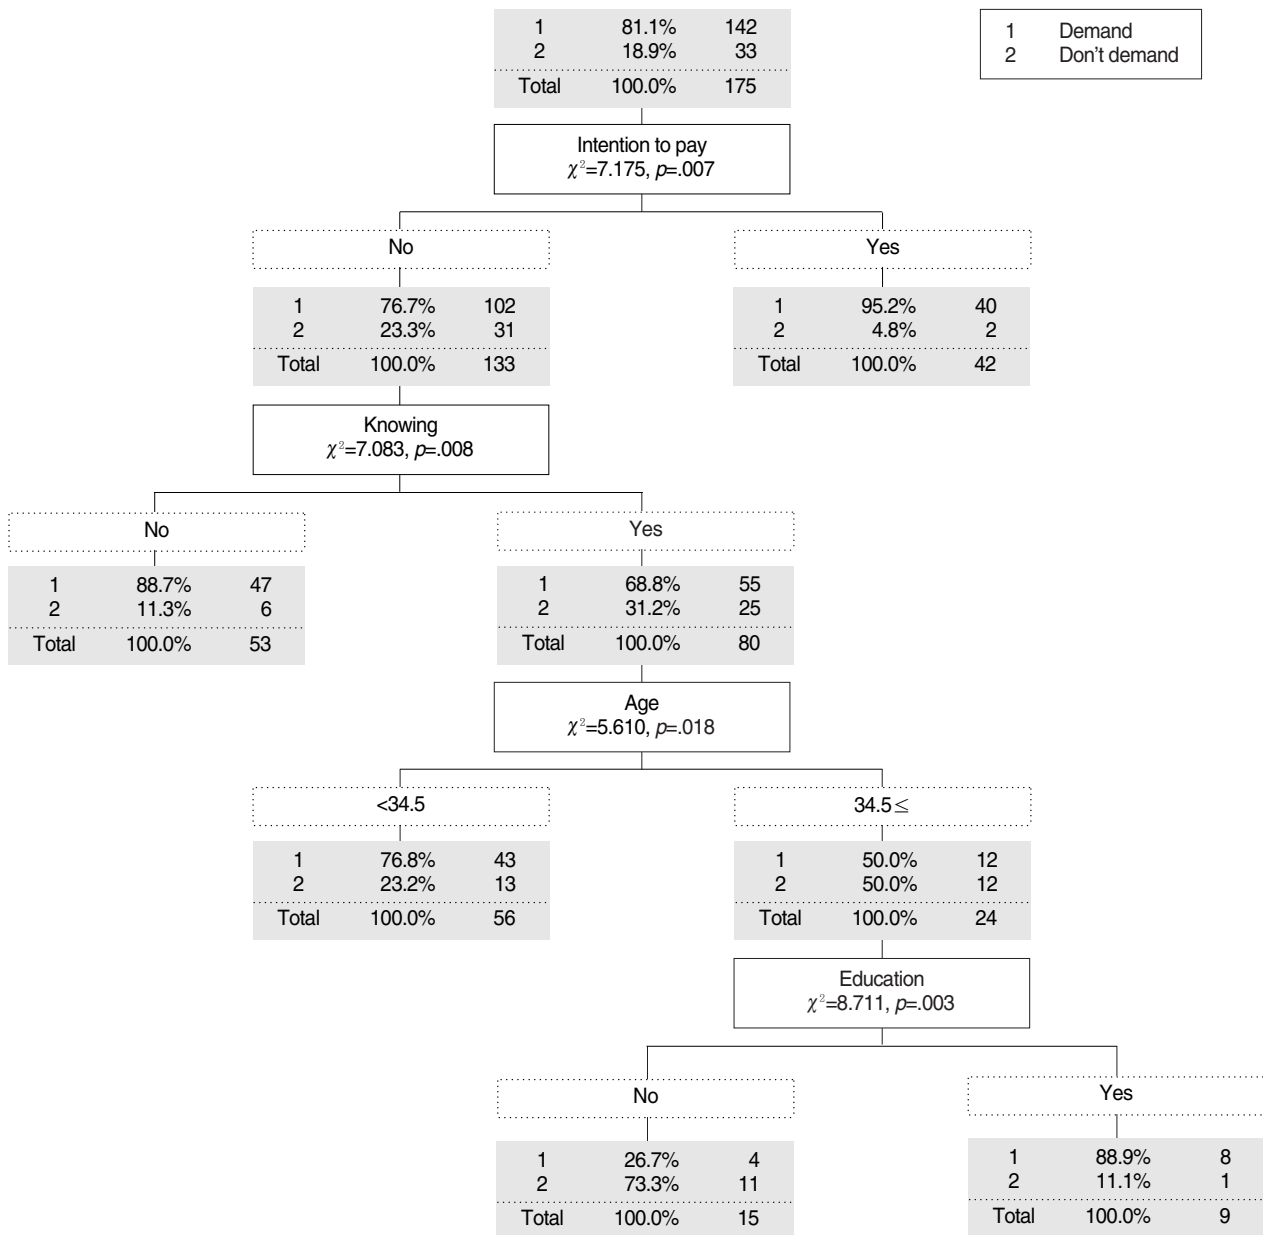 1 81.1% 142
2 18.9% 33
Total 100.0% 175
1 Demand
2 Don't demand
Intention to pay
χ²=7.175, p=.007
No
Yes
1 76.7% 102
2 23.3% 31
Total 100.0% 133
1 95.2% 40
2 4.8% 2
Total 100.0% 42
Knowing
χ²=7.083, p=.008
No
Yes
1 88.7% 47
2 11.3% 6
Total 100.0% 53
1 68.8% 55
2 31.2% 25
Total 100.0% 80
Age
χ²=5.610, p=.018
<34.5
34.5≤
1 76.8% 43
2 23.2% 13
Total 100.0% 56
1 50.0% 12
2 50.0% 12
Total 100.0% 24
Education
χ²=8.711, p=.003
No
Yes
1 26.7% 4
2 73.3% 11
Total 100.0% 15
1 88.9% 8
2 11.1% 1
Total 100.0% 9